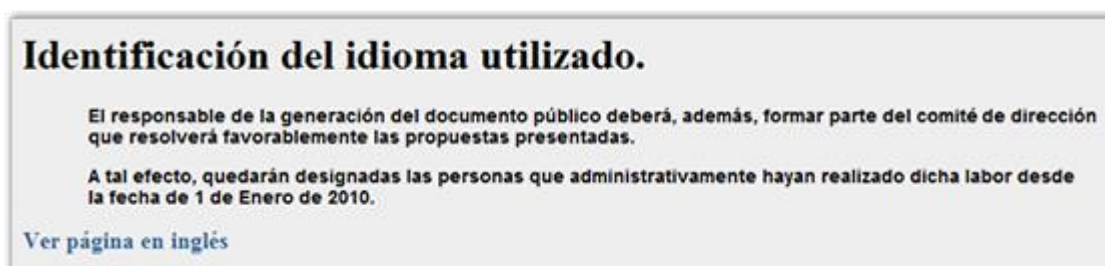 Identificación del idioma utilizado.
El responsable de la generación del documento público deberá, además, formar parte del comité de dirección
que resolverá favorablemente las propuestas presentadas.
A tal efecto, quedarán designadas las personas que administrativamente hayan realizado dicha labor desde
la fecha de 1 de Enero de 2010.
Ver página en inglés